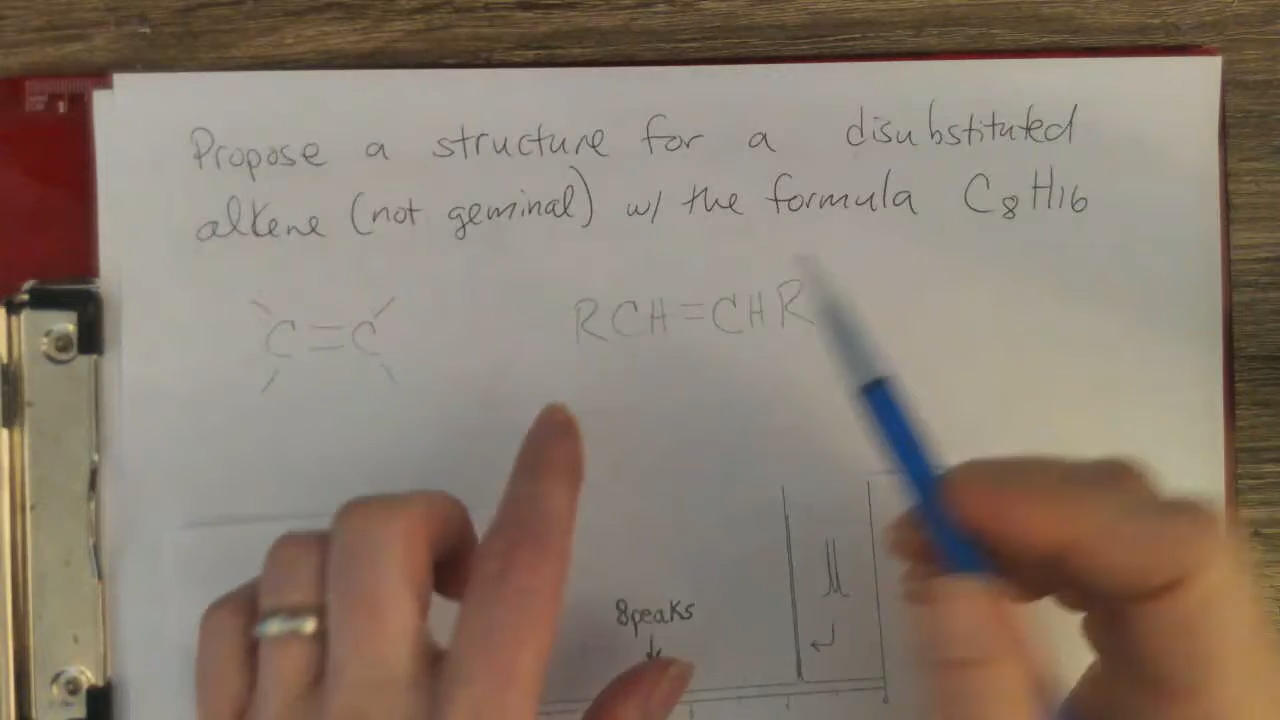 Propose a structure for a disubstituted
alkene (not geminal) w/ the formula C8H16
C=C RCH=CHR
8peaks